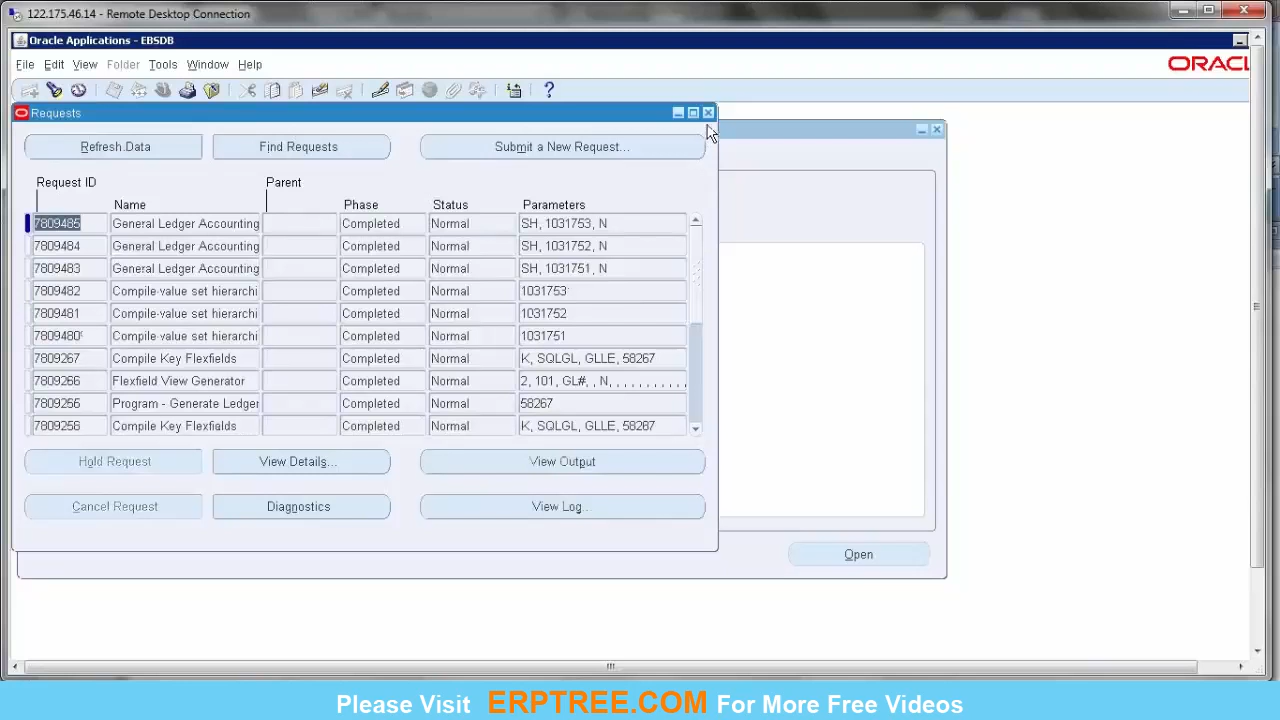 122.175.46.14 - Remote Desktop Connection
Oracle Applications - EBSDB
File Edit View Folder Tools Window Help
ORACL
Requests
Refresh Data Find Requests Submit a New Request...
Request ID Parent
Name Phase Status Parameters
7809485 General Ledger Accounting Completed Normal SH, 1031753, N
7809484 General Ledger Accounting Completed Normal SH, 1031752, N
7809483 General Ledger Accounting Completed Normal SH, 1031751, N
7809482 Compile value set hierarchi Completed Normal 1031753
7809481 Compile value set hierarchi Completed Normal 1031752
7809480 Compile value set hierarchi Completed Normal 1031751
7809267 Compile Key Flexfields Completed Normal K, SQLGL, GLLE, 58267
7809266 Flexfield View Generator Completed Normal 2, 101, GL#, , N, , , , , , , , , , ,
7809256 Program - Generate Ledger Completed Normal 58267
7809258 Compile Key Flexfialds Completed Normal K, SQLGL, GLLE, 58287
Hold Request View Details... View Output
Cancel Request Diagnostics View Log...
Open
Please Visit ERPTREE.COM For More Free Videos